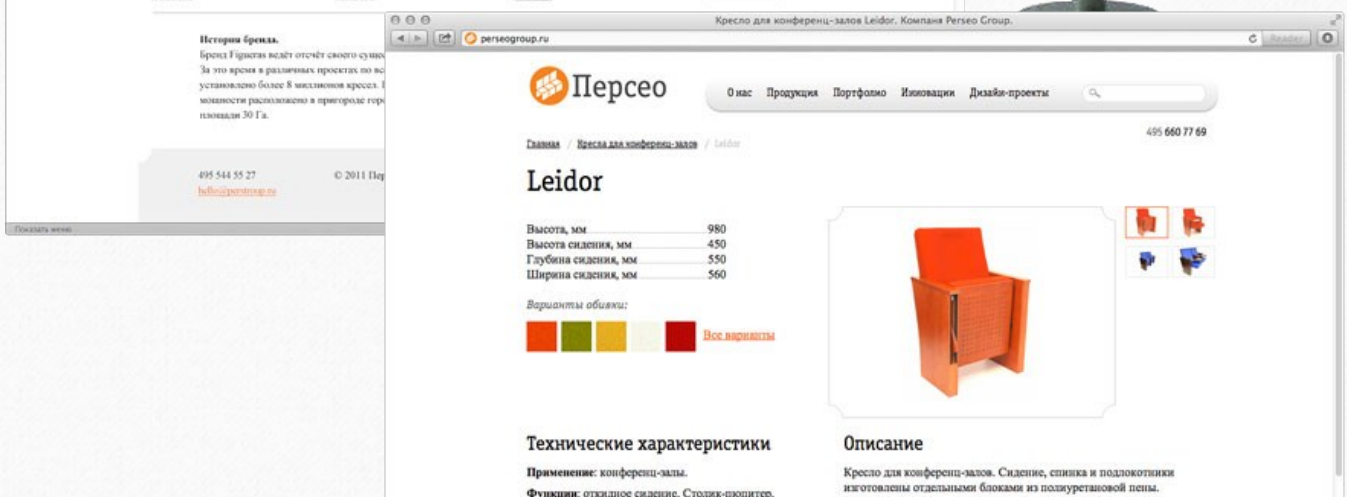 История бренда.
Бренд Figueras ведёт отсчёт своего
За это время в различных проектах по
установлено более 8 миллионов кресел.
мощности расположено в пригороде
площади 30 Га.
495 544 55 27
© 2011
Показать меню
Кресло для конференц-залов Leidor. Компаня Perseo Group.
perseogroup.ru
Reader
Персео
О нас Продукция Портфолио Инновации Дизайн-проекты
495 660 77 69
Главная / Кресла для конференц-залов / Leidor
Leidor
Высота, мм 980
Высота сидения, мм 450
Глубина сидения, мм 550
Ширина сидения, мм 560
Варианты обивки:
Все варианты
Технические характеристики
Применение: конференц-залы.
Функции: откидное сидение. Столик-пюпитер.
Описание
Кресло для конференц-залов. Сидение, спинка и подлокотники
изготовлены отдельными блоками из полиуретановой пены.